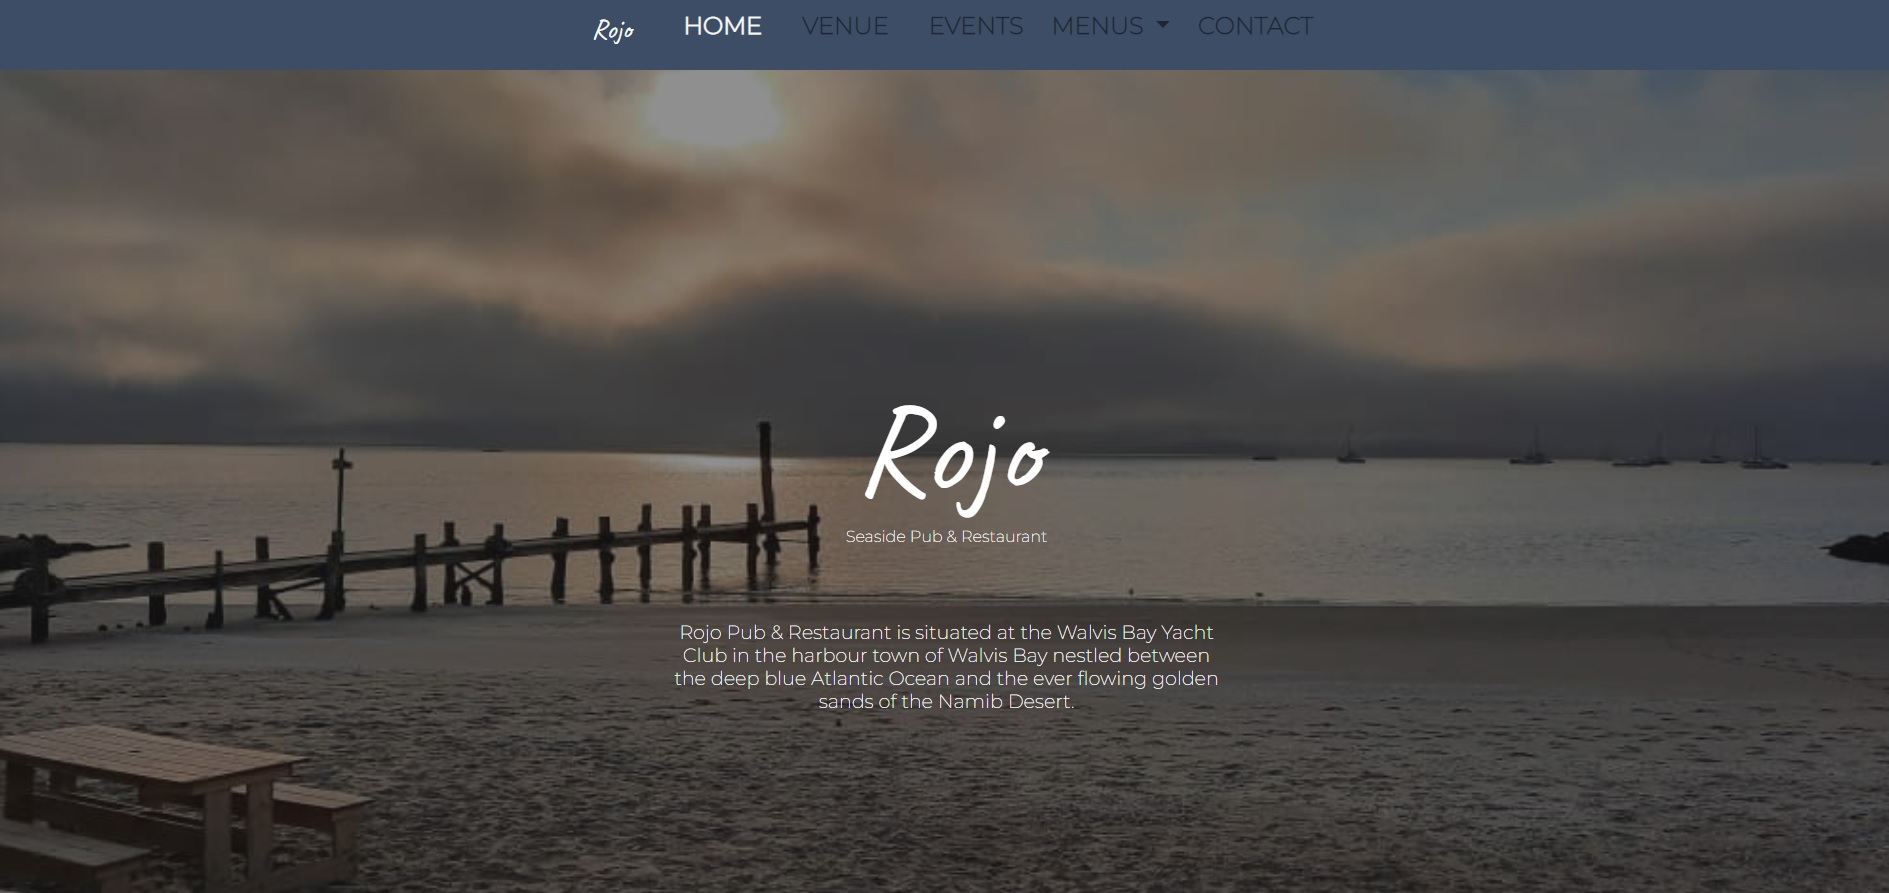 Rojo HOME VENUE EVENTS MENUS CONTACT
Rojo
Seaside Pub & Restaurant
Rojo Pub & Restaurant is situated at the Walvis Bay Yacht
Club in the harbour town of Walvis Bay nestled between
the deep blue Atlantic Ocean and the ever flowing golden
sands of the Namib Desert.